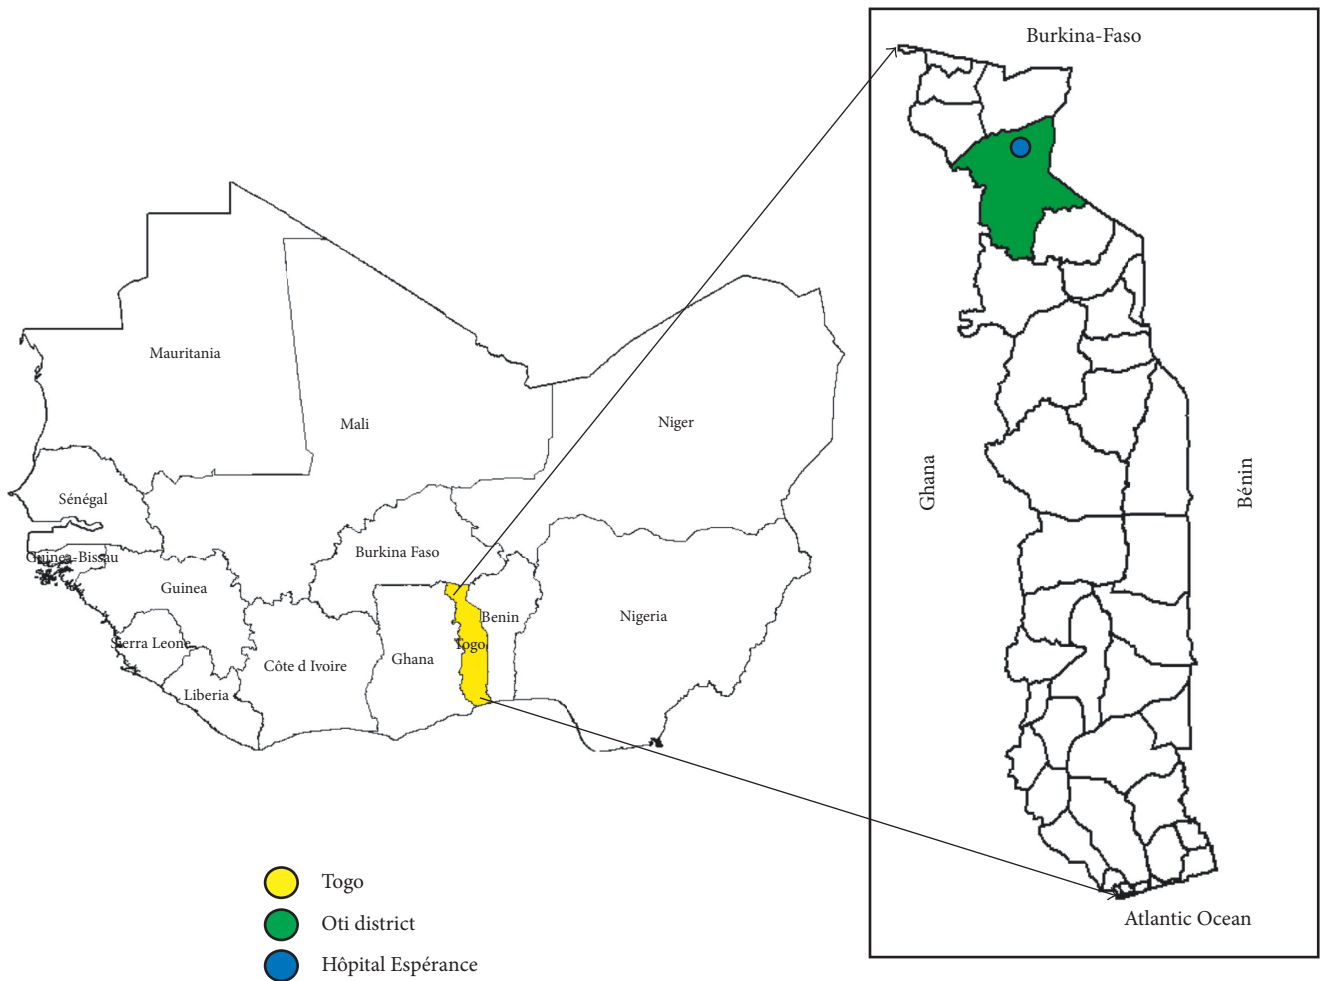 Burkina-Faso
Mauritania
Mali
Niger
Sénégal
Ghana
Bénin
Burkina Faso
Guinea-Bissau
Guinea
Benin
Nigeria
Sierra Leone
Togo
Ghana
Côte d Ivoire
Liberia
Togo
Atlantic Ocean
Oti district
Hôpital Espérance